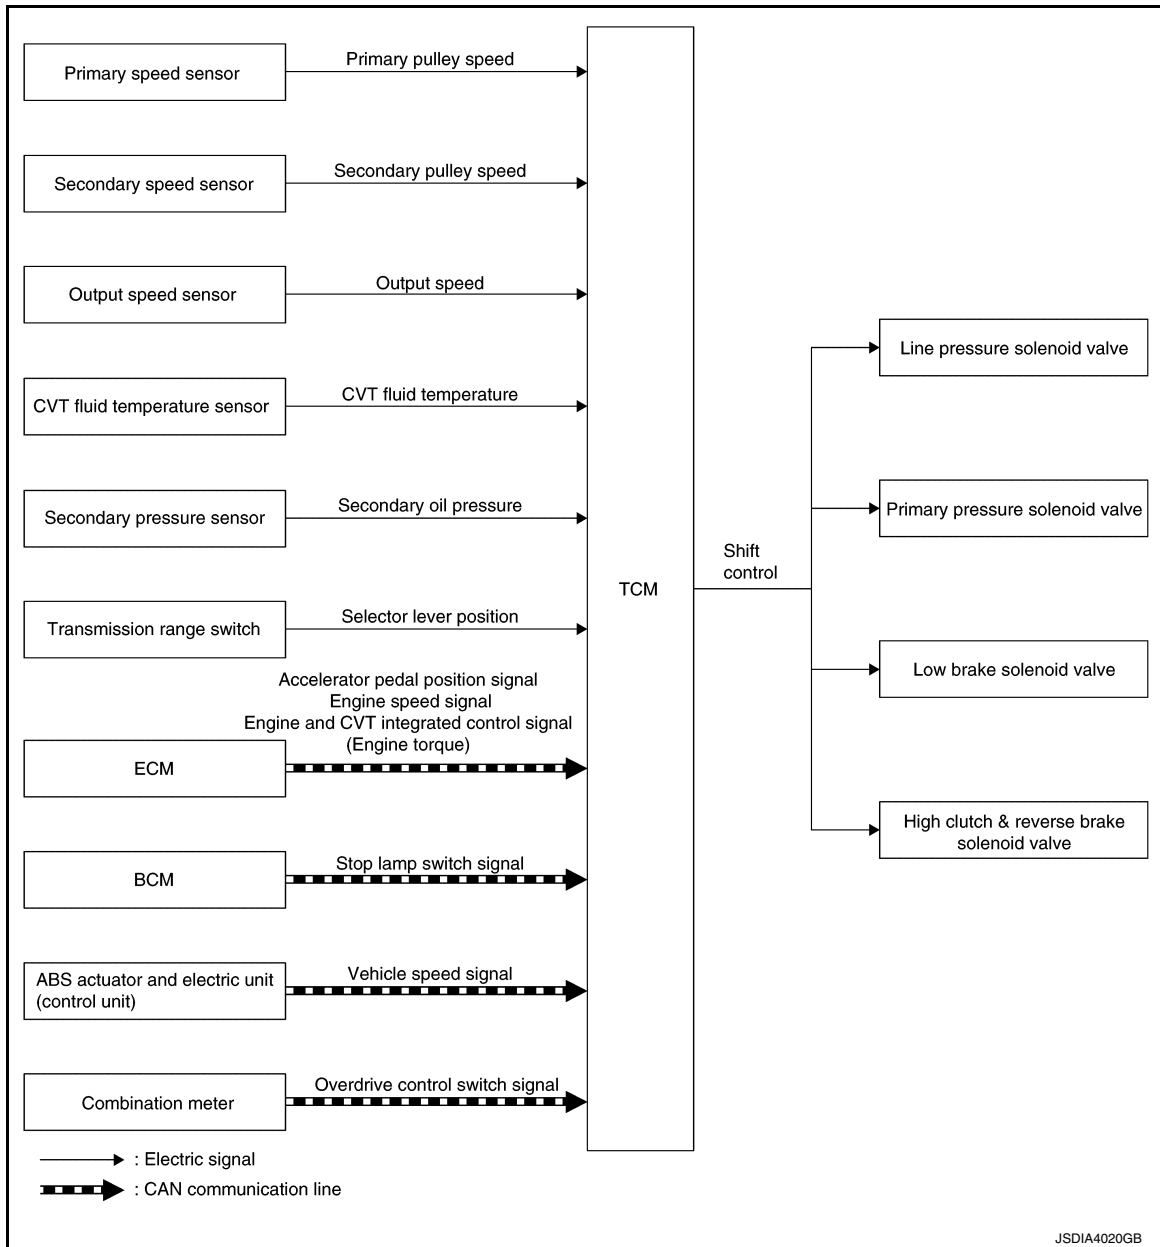 Primary speed sensor
Primary pulley speed
Secondary speed sensor
Secondary pulley speed
Output speed sensor
Output speed
CVT fluid temperature sensor
CVT fluid temperature
Secondary pressure sensor
Secondary oil pressure
Transmission range switch
Selector lever position
Accelerator pedal position signal
Engine speed signal
Engine and CVT integrated control signal
(Engine torque)
ECM
BCM
Stop lamp switch signal
ABS actuator and electric unit
(control unit)
Vehicle speed signal
Combination meter
Overdrive control switch signal
TCM
Shift
control
Line pressure solenoid valve
Primary pressure solenoid valve
Low brake solenoid valve
High clutch & reverse brake
solenoid valve
: Electric signal
: CAN communication line
JSDIA4020GB